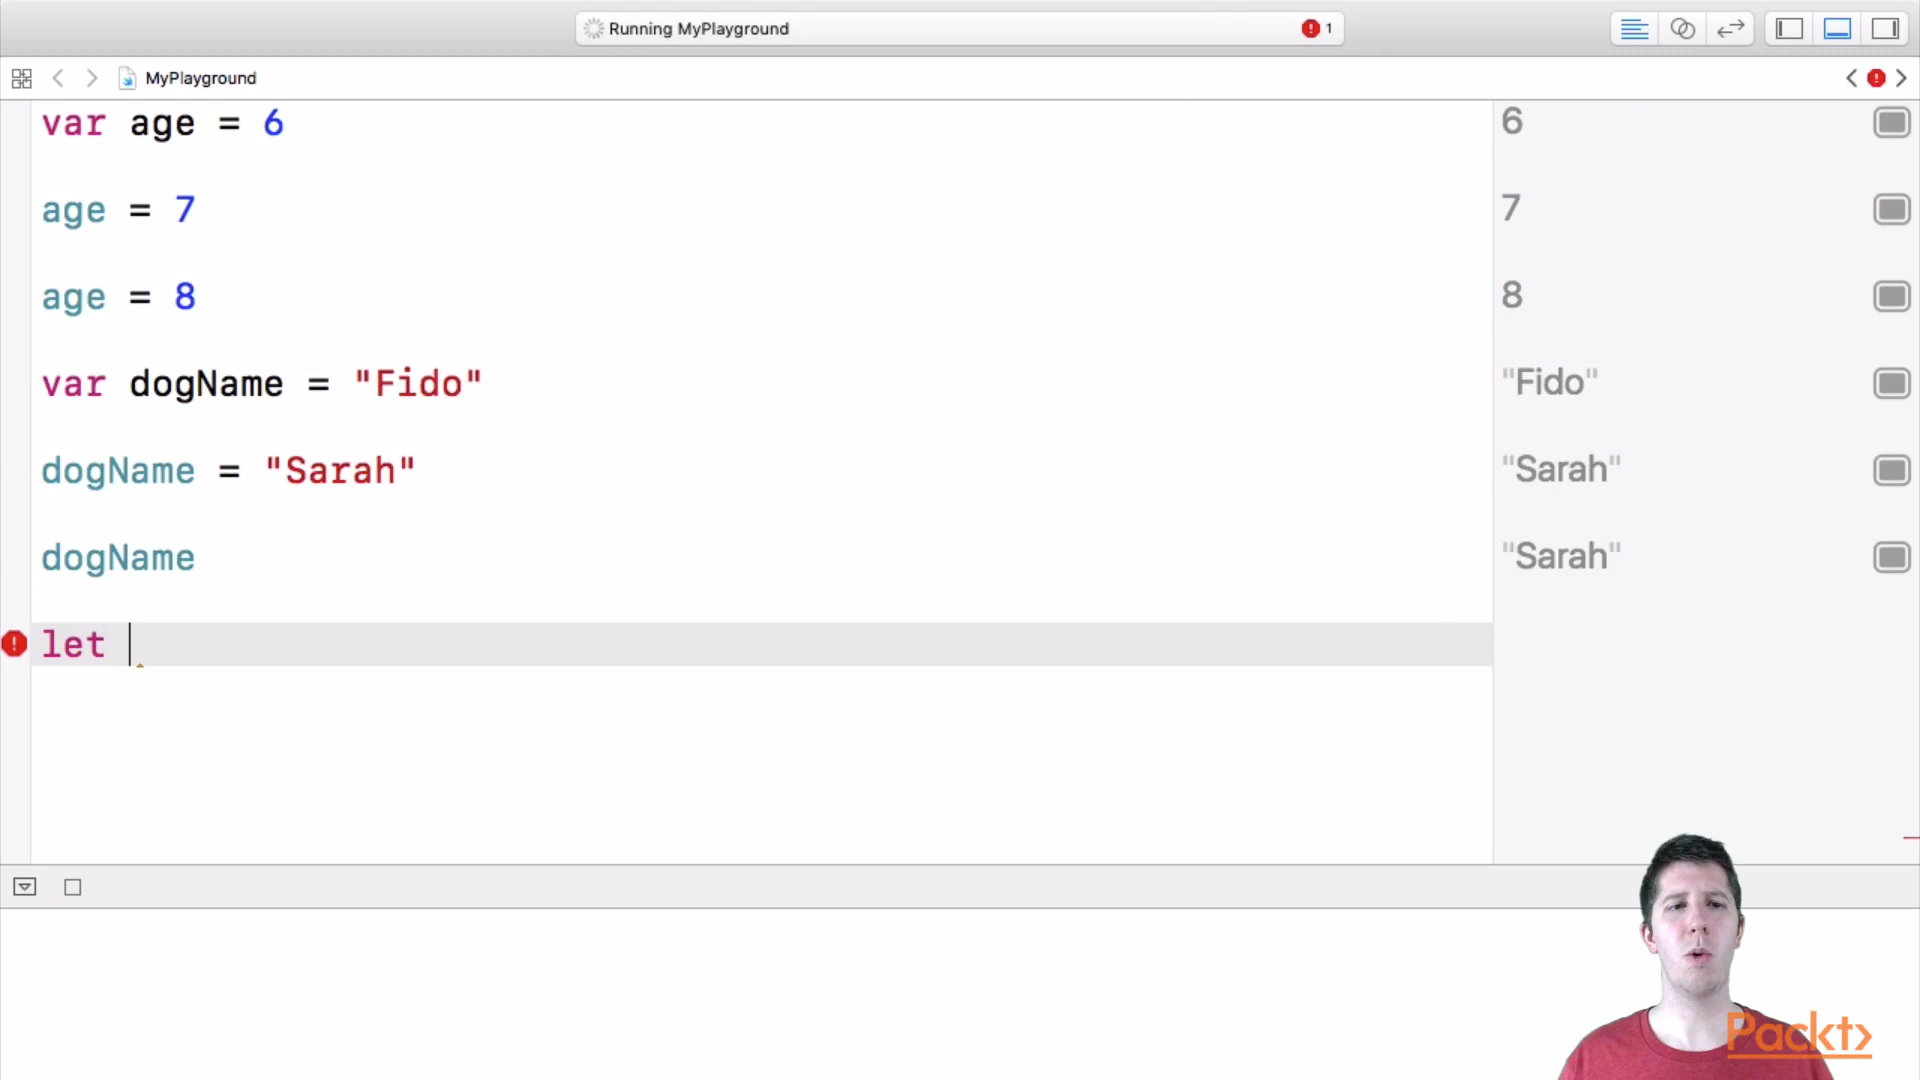 Running MyPlayground
1
MyPlayground
var age = 6
6
age = 7
7
age = 8
8
var dogName = "Fido"
"Fido"
dogName = "Sarah"
"Sarah"
dogName
"Sarah"
let
Packt>